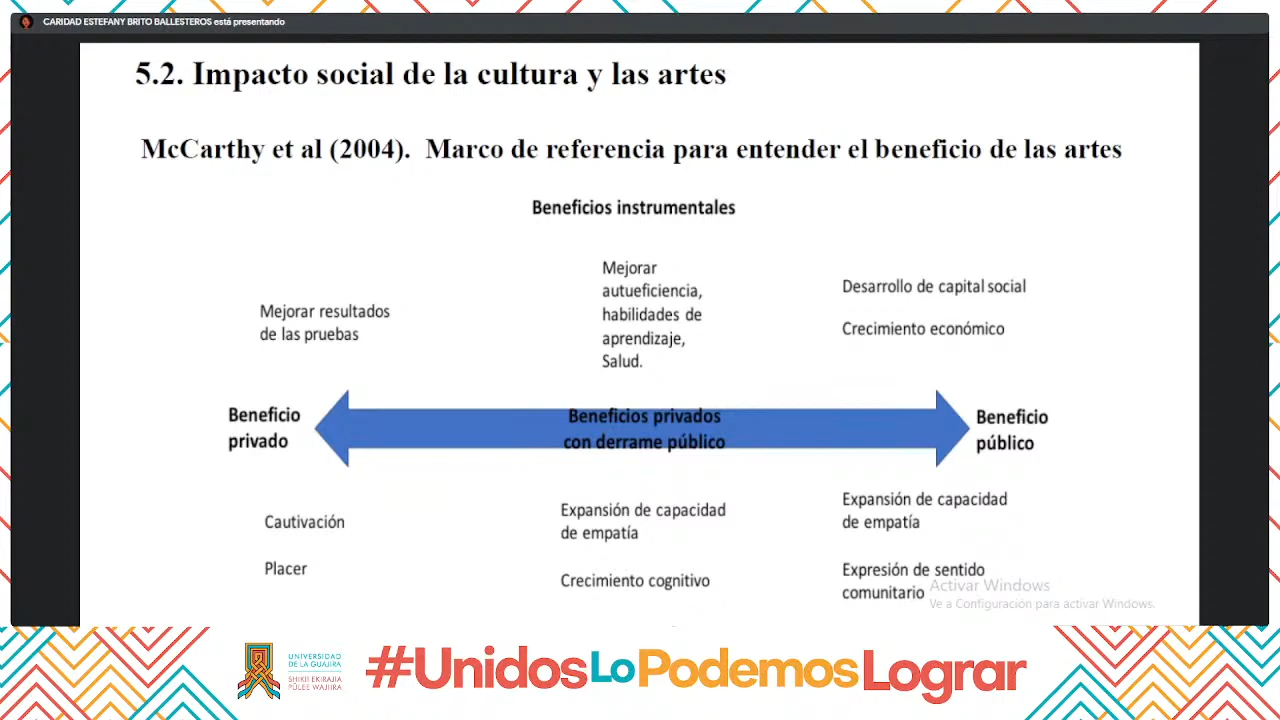 CARIDAD ESTEFANY BRITO BALLESTEROS está presentando
5.2. Impacto social de la cultura y las artes
McCarthy et al (2004). Marco de referencia para entender el beneficio de las artes
Beneficios instrumentales
Mejorar resultados
de las pruebas
Mejorar
autueficiencia,
habilidades de
aprendizaje,
Salud.
Desarrollo de capital social
Crecimiento económico
Beneficio
privado
Beneficios privados
con derrame público
Beneficio
público
Cautivación
Placer
Expansión de capacidad
de empatía
Crecimiento cognitivo
Expansión de capacidad
de empatía
Expresión de sentido
comunitario
Activar Windows
Ve a Configuración para activar Windows.
UNIVERSIDAD
DE LA GUAJIRA
SHIKII EKIRAJIA
PÜLEE WAJIIRA
#UnidosLoPodemosLograr